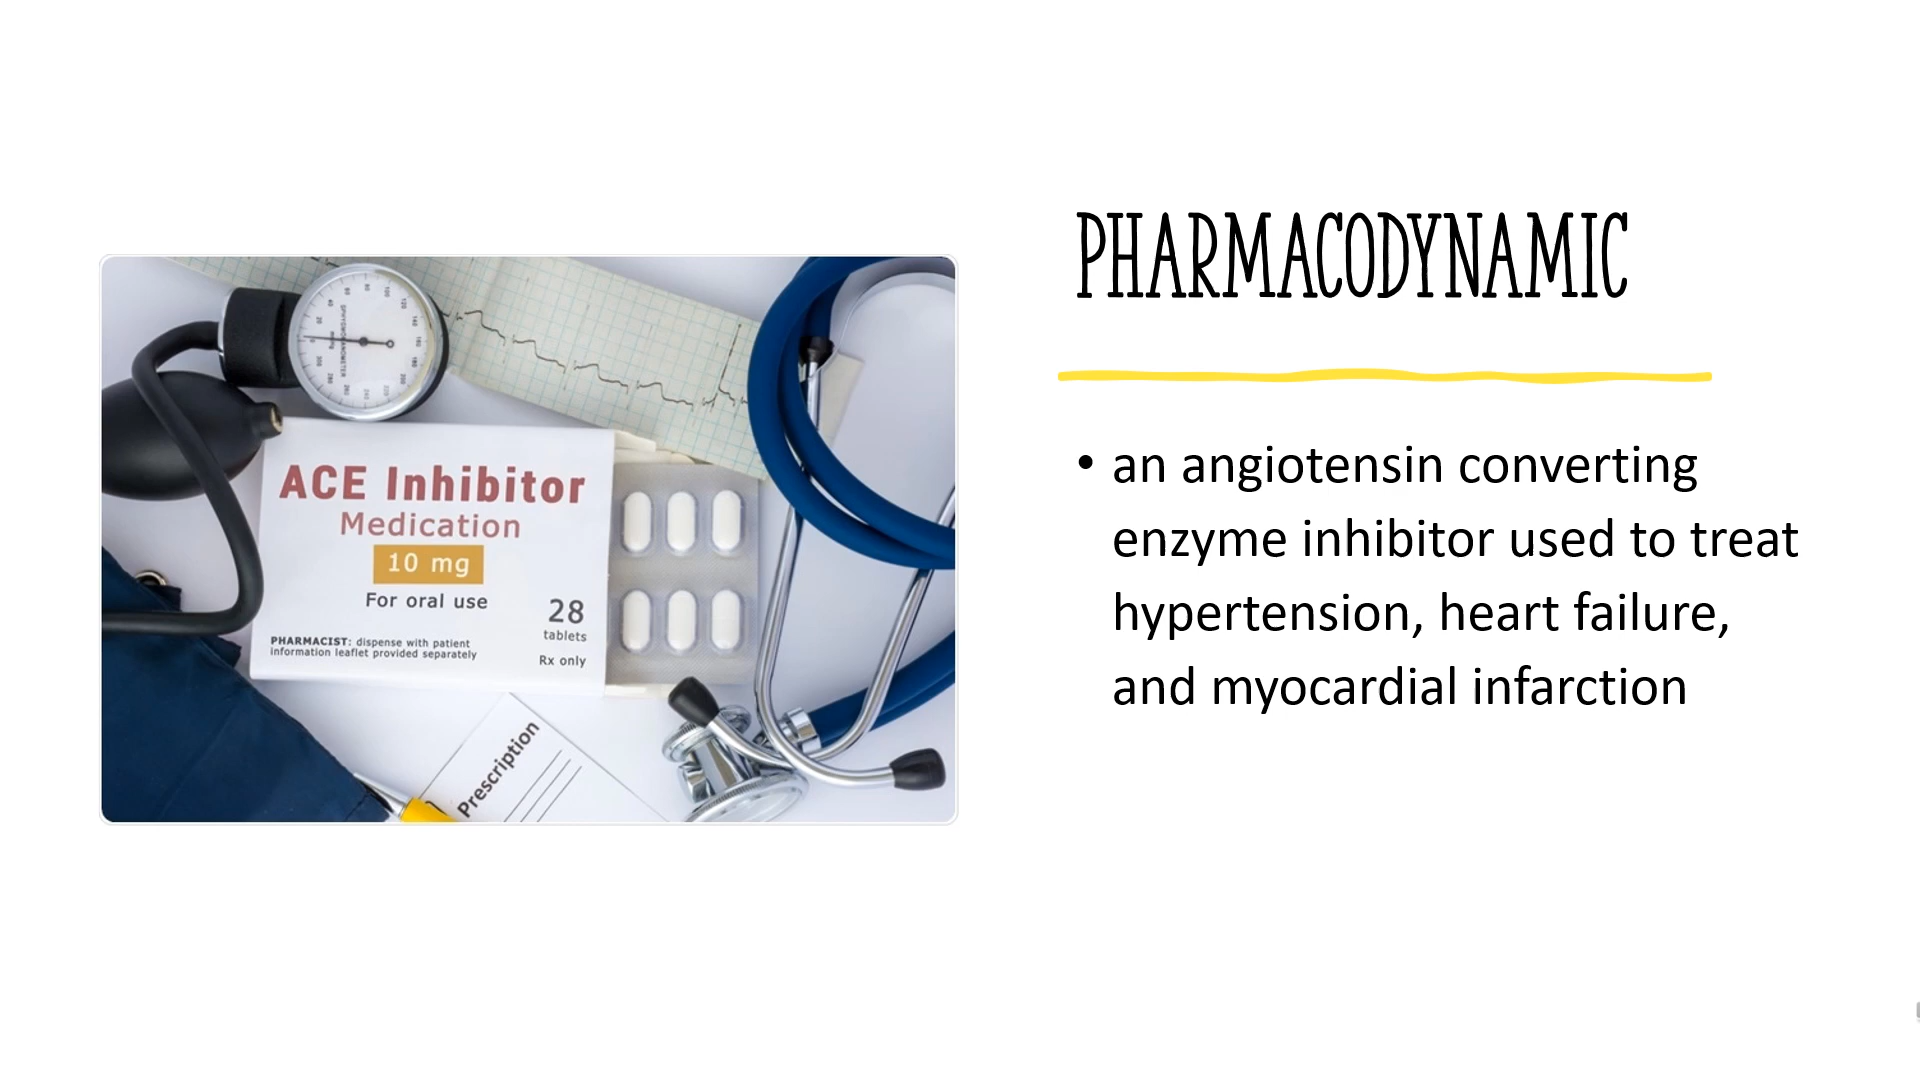 PHARMACODYNAMIC
• an angiotensin converting
enzyme inhibitor used to treat
hypertension, heart failure,
and myocardial infarction
ACE Inhibitor
Medication
10 mg
For oral use
28
tablets
PHARMACIST: dispense with patient
information leaflet provided separately
Rx only
Prescription